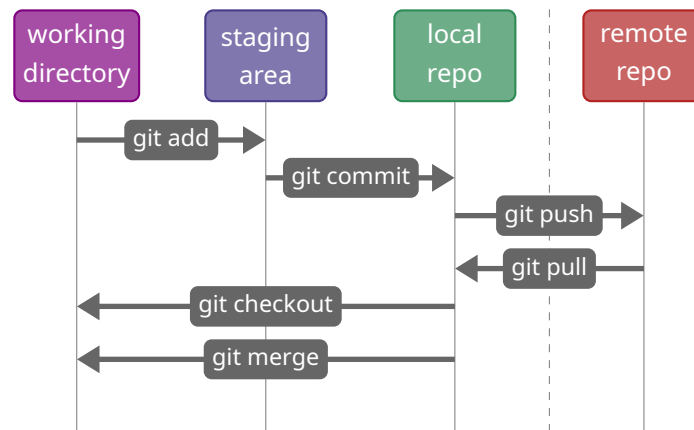 working
directory
staging
area
local
repo
remote
repo
git add
git commit
git push
git pull
git checkout
git merge